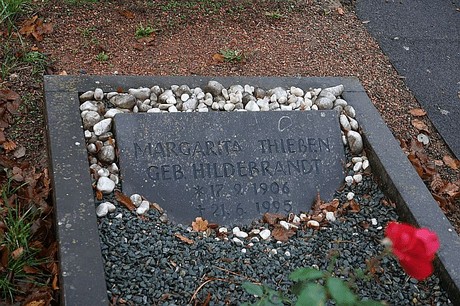 MARGARITA THIEBEN
GEB. HILDEBRANDT
* 17. 9. 1906
+ 21. 6. 1995